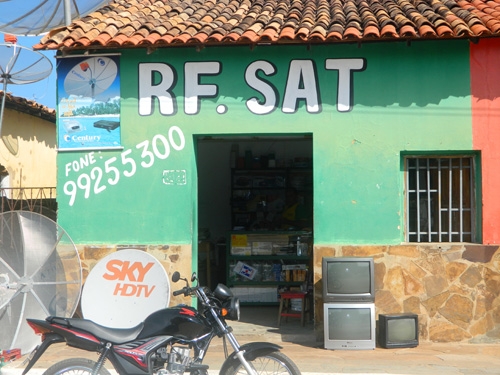 RF. SAT
Century
FONE:
99255300
SKY
HDTV